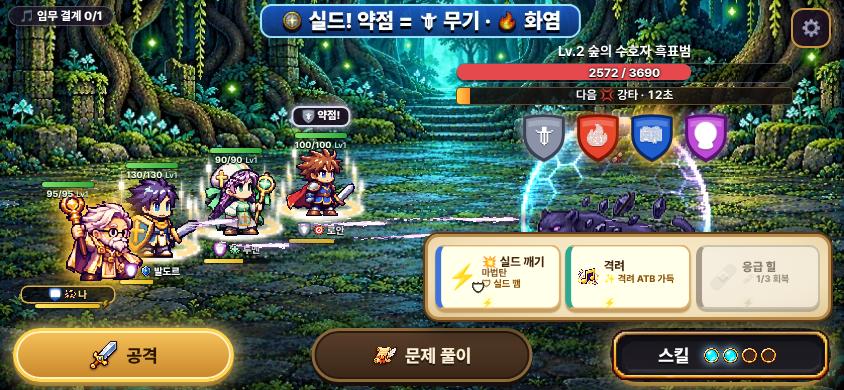 임무 결계 0/1
실드! 약점 = 무기 · 화염
Lv.2 숲의 수호자 흑표범
2572 / 3690
다음 강타 · 12초
약점!
100/100 Lv1
90/90 Lv1
130/130 Lv1
95/95 Lv1
로안
루멘
발도르
나
실드 깨기
마법탄
실드 뎀
격려
격려 ATB 가득
응급 힐
1/3 회복
공격
문제 풀이
스킬